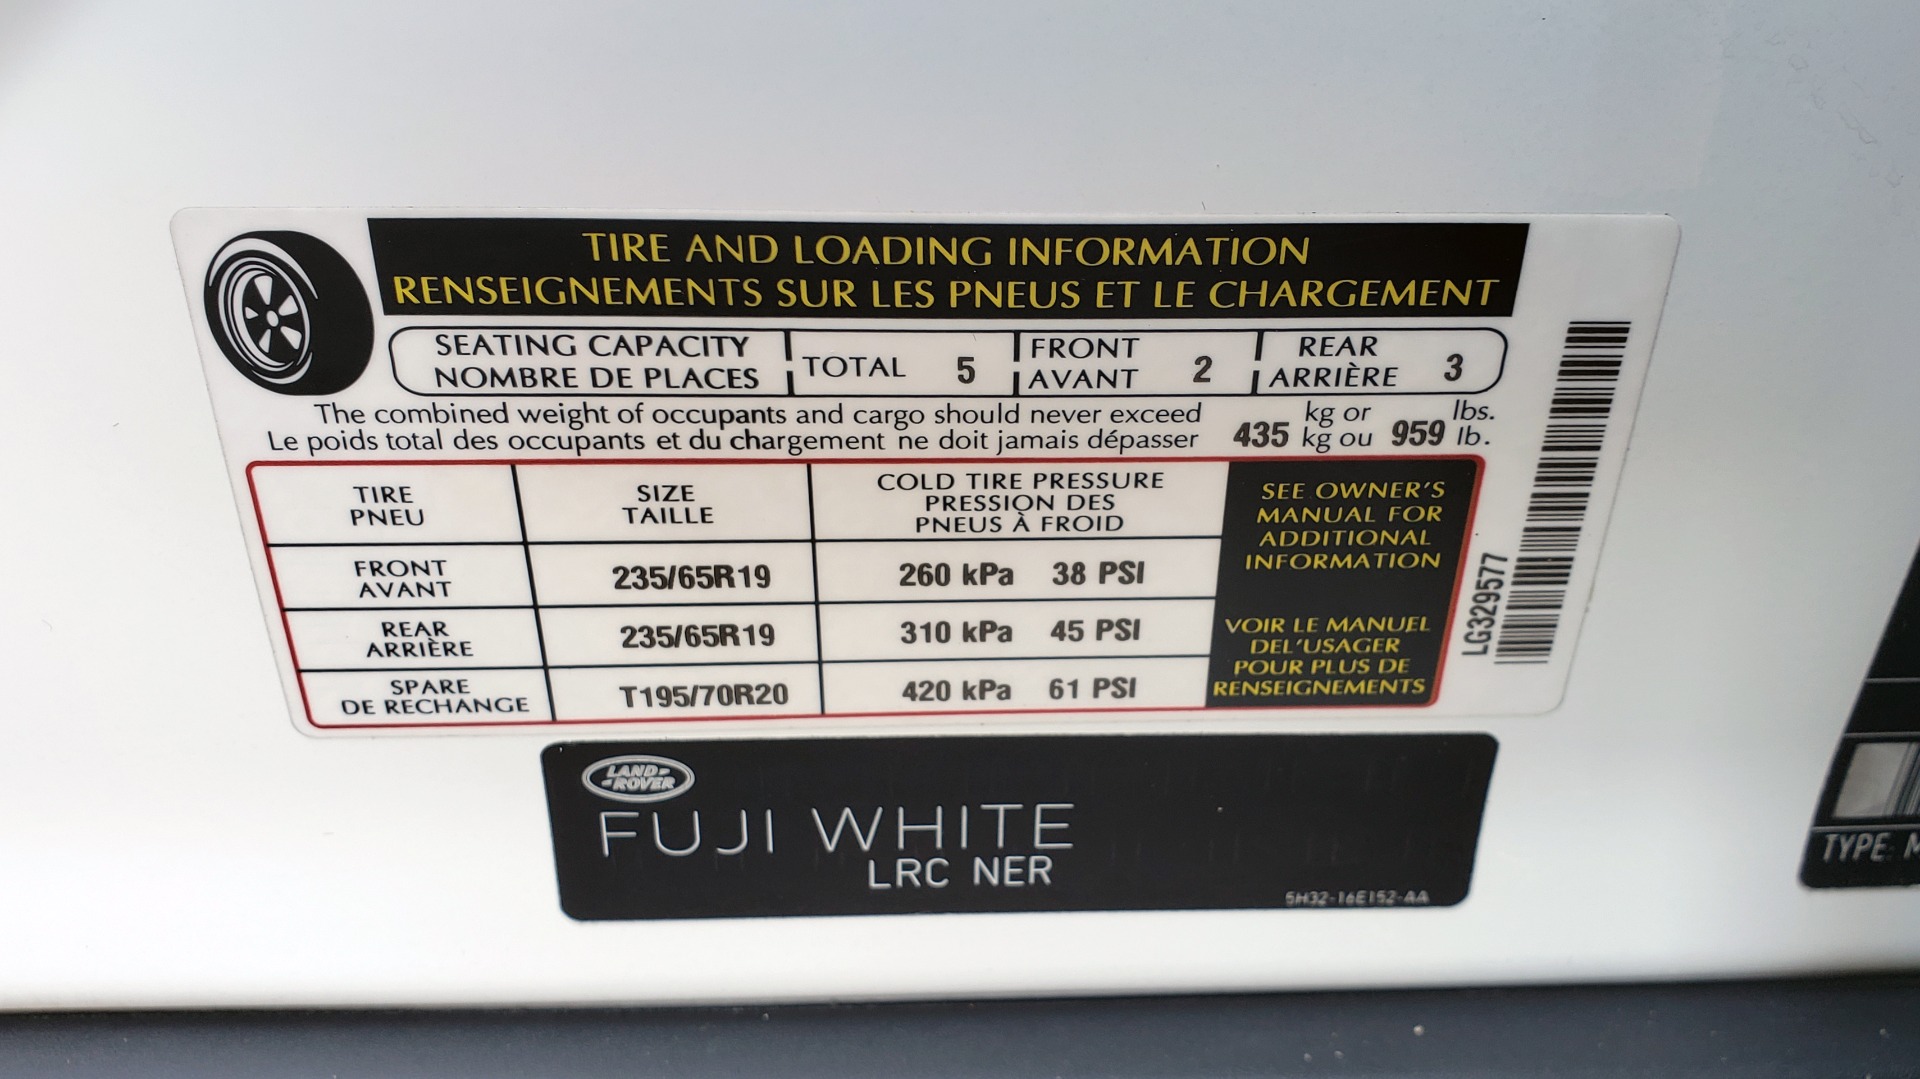 TIRE AND LOADING INFORMATION
RENSEIGNEMENTS SUR LES PNEUS ET LE CHARGEMENT
SEATING CAPACITY
NOMBRE DE PLACES
TOTAL 5
FRONT
AVANT 2
REAR
ARRIÈRE 3
The combined weight of occupants and cargo should never exceed
Le poids total des occupants et du chargement ne doit jamais dépasser
435 kg or
kg ou
959 lbs.
lb.
TIRE
PNEU
SIZE
TAILLE
COLD TIRE PRESSURE
PRESSION DES
PNEUS À FROID
FRONT
AVANT
235/65R19
260 kPa 38 PSI
REAR
ARRIÈRE
235/65R19
310 kPa 45 PSI
SPARE
DE RECHANGE
T195/70R20
420 kPa 61 PSI
SEE OWNER'S
MANUAL FOR
ADDITIONAL
INFORMATION
VOIR LE MANUEL
DEL'USAGER
POUR PLUS DE
RENSEIGNEMENTS
LG329577
LAND-
-ROVER
FUJI WHITE
LRC NER
5H32-16E152-AA
TYPE: